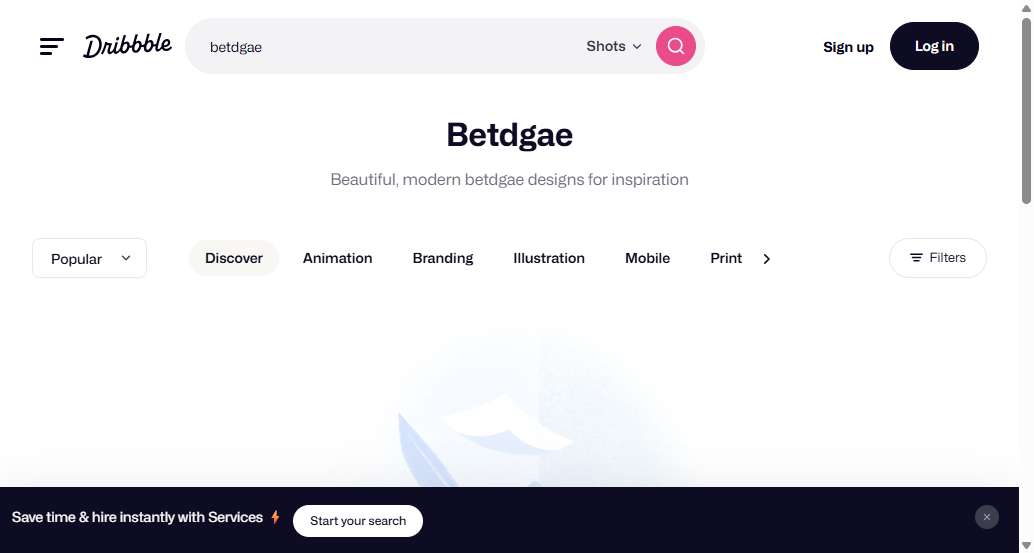 Dribbble
betdgae
Shots
Sign up
Log in
Betdgae
Beautiful, modern betdgae designs for inspiration
Popular
Discover
Animation
Branding
Illustration
Mobile
Print
Filters
Save time & hire instantly with Services
Start your search